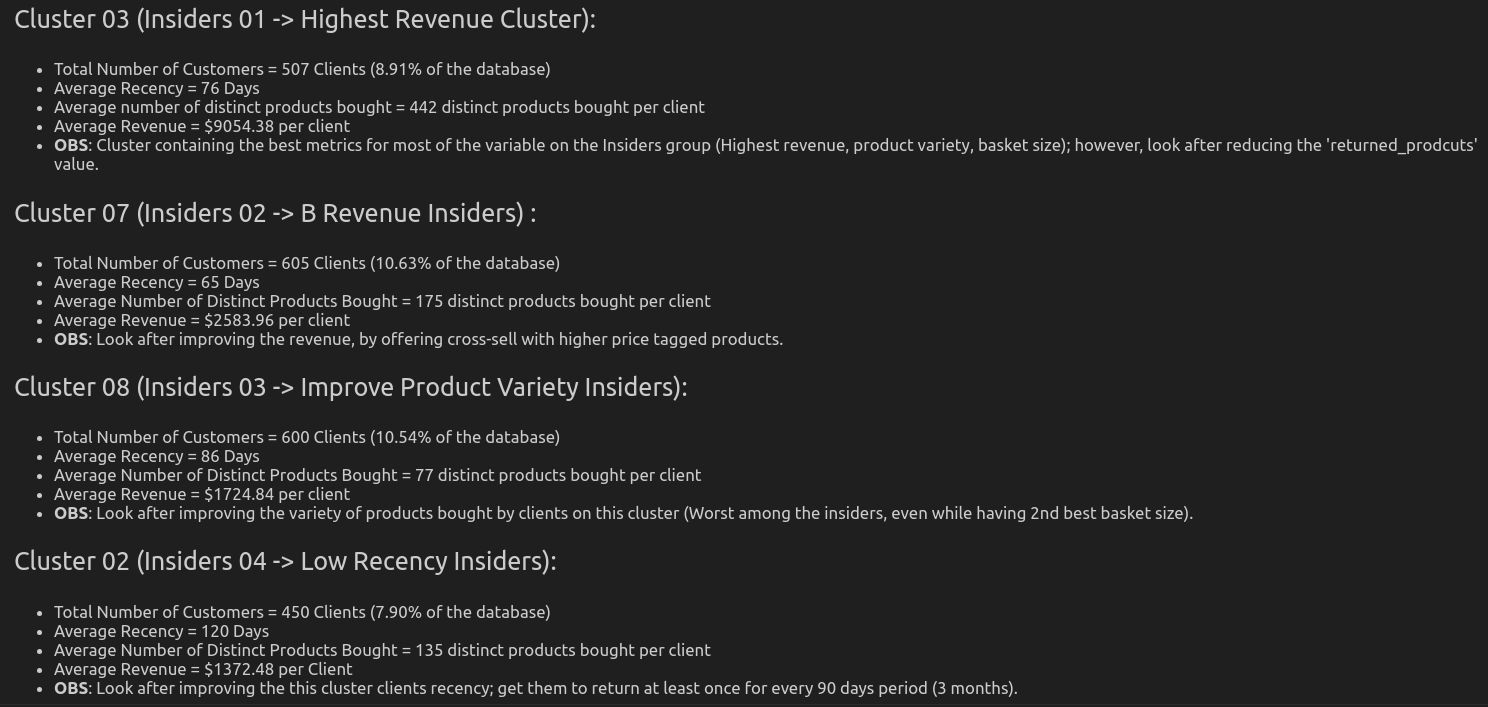 Cluster 03 (Insiders 01 -> Highest Revenue Cluster):
• Total Number of Customers = 507 Clients (8.91% of the database)
• Average Recency = 76 Days
• Average number of distinct products bought = 442 distinct products bought per client
• Average Revenue = $9054.38 per client
• OBS: Cluster containing the best metrics for most of the variable on the Insiders group (Highest revenue, product variety, basket size); however, look after reducing the 'returned_prodcuts'
value.
Cluster 07 (Insiders 02 -> B Revenue Insiders) :
• Total Number of Customers = 605 Clients (10.63% of the database)
• Average Recency = 65 Days
• Average Number of Distinct Products Bought = 175 distinct products bought per client
• Average Revenue = $2583.96 per client
• OBS: Look after improving the revenue, by offering cross-sell with higher price tagged products.
Cluster 08 (Insiders 03 -> Improve Product Variety Insiders):
• Total Number of Customers = 600 Clients (10.54% of the database)
• Average Recency = 86 Days
• Average Number of Distinct Products Bought = 77 distinct products bought per client
• Average Revenue = $1724.84 per client
• OBS: Look after improving the variety of products bought by clients on this cluster (Worst among the insiders, even while having 2nd best basket size).
Cluster 02 (Insiders 04 -> Low Recency Insiders):
• Total Number of Customers = 450 Clients (7.90% of the database)
• Average Recency = 120 Days
• Average Number of Distinct Products Bought = 135 distinct products bought per client
• Average Revenue = $1372.48 per Client
• OBS: Look after improving the this cluster clients recency; get them to return at least once for every 90 days period (3 months).